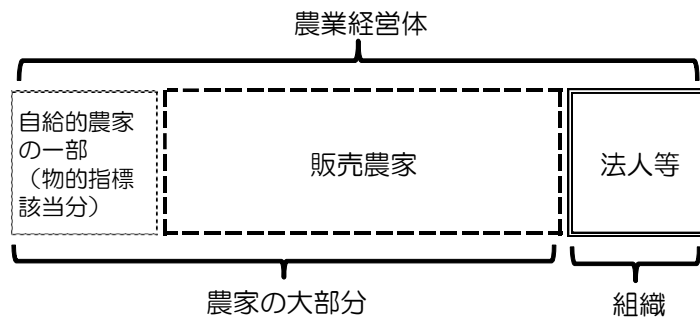 農業経営体
自給的農家
の一部
（物的指標
該当分）
販売農家
法人等
農家の大部分
組織